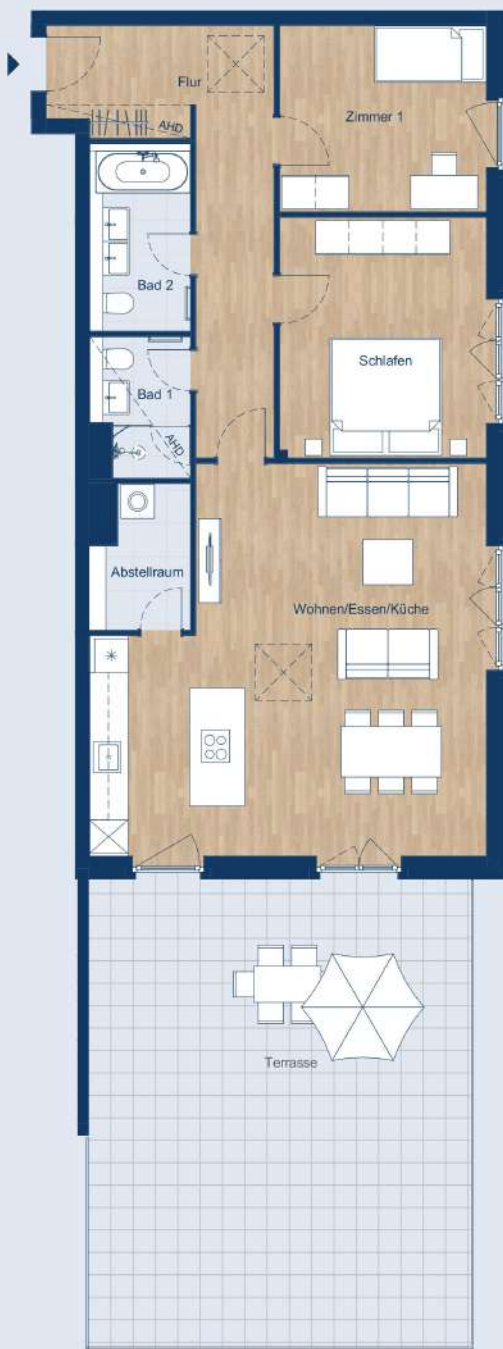 Flur
AHD
Zimmer 1
Bad 2
Schlafen
Bad 1
AHD
Abstellraum
Wohnen/Essen/Küche
Terrasse